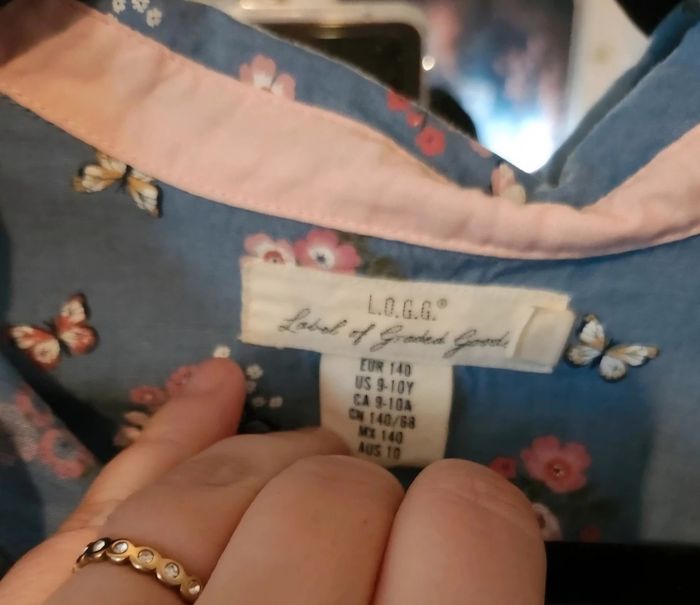 L.O.G.G.®
Label of Graded Goods
EUR 140
US 9-10Y
CA 9-10A
CN 140/68
MX 140
AUS 10